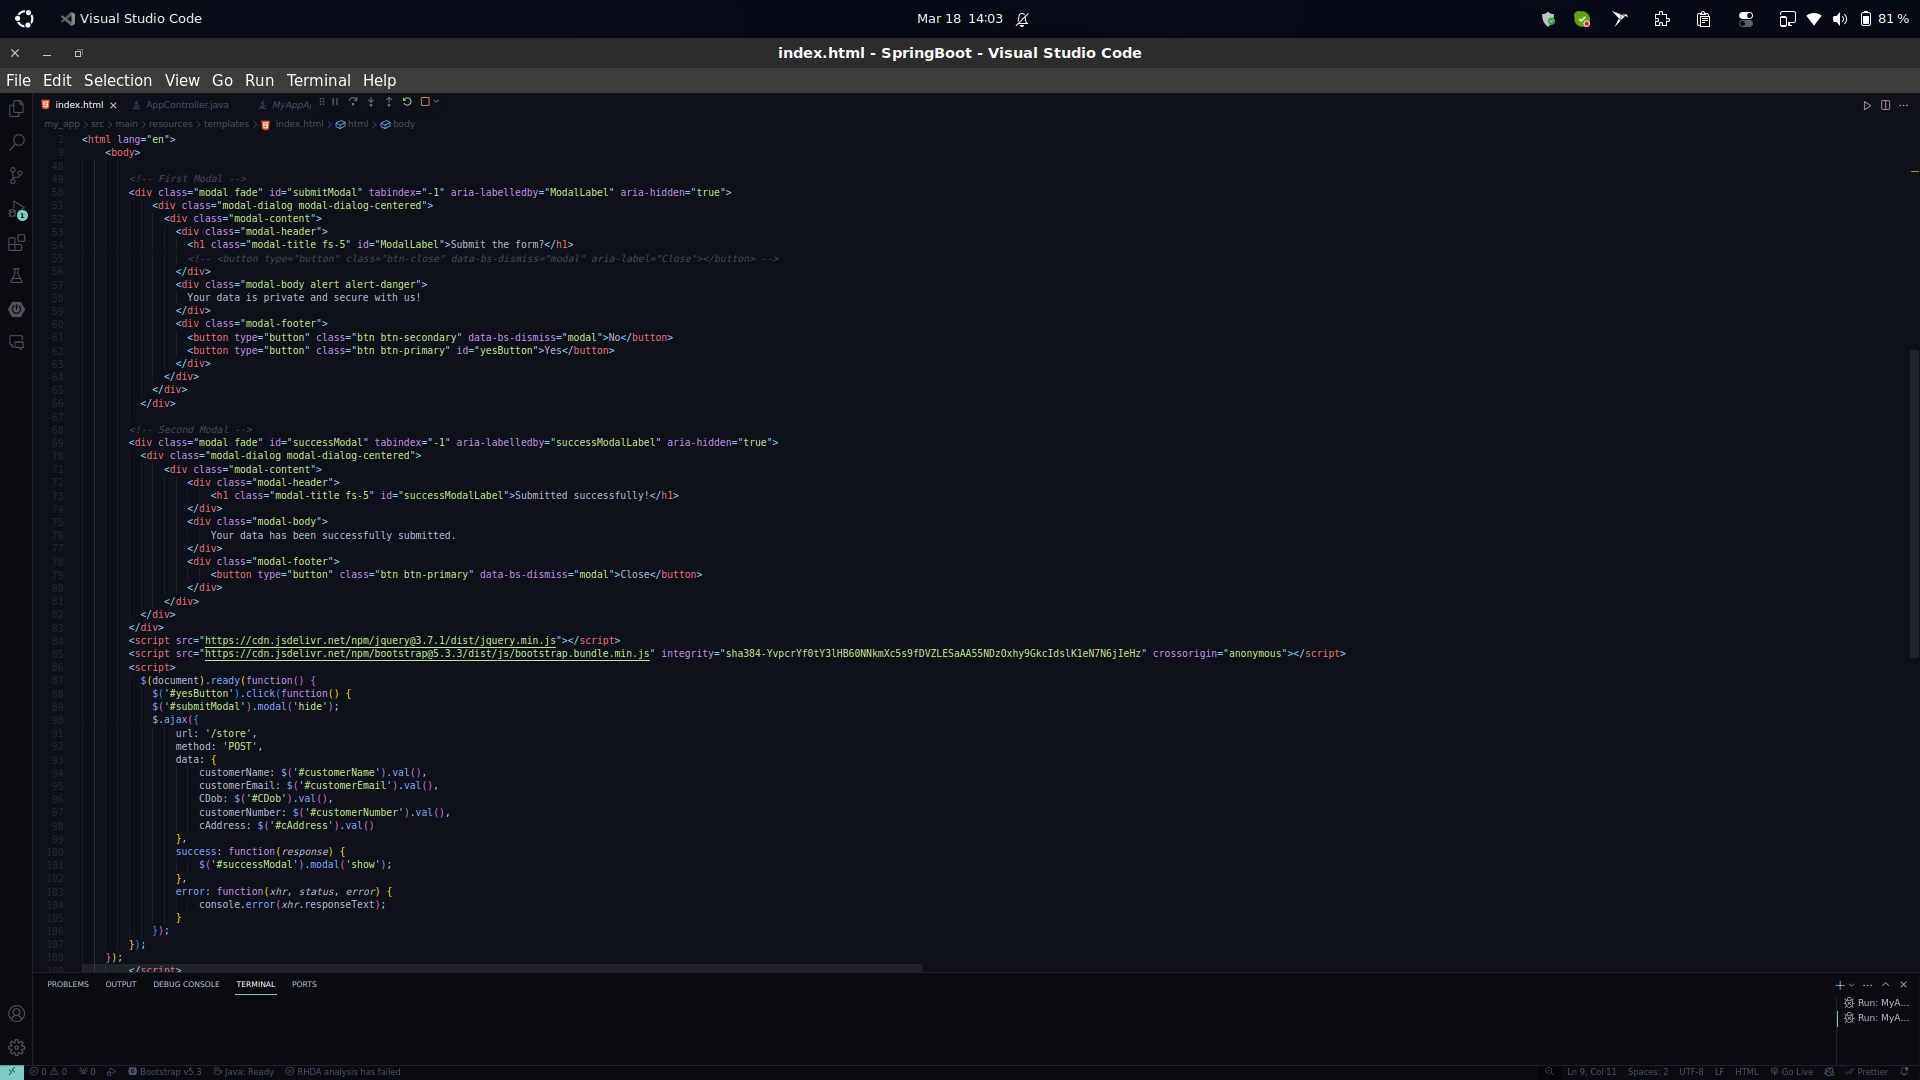 Visual Studio Code
Mar 18 14:03
81 %
index.html - SpringBoot - Visual Studio Code
File Edit Selection View Go Run Terminal Help
index.html AppController.java MyAppA
my_app > src > main > resources > templates > index.html > html > body
2 <html lang="en">
9 <body>
48
49 <!-- First Modal -->
50 <div class="modal fade" id="submitModal" tabindex="-1" aria-labelledby="ModalLabel" aria-hidden="true">
51 <div class="modal-dialog modal-dialog-centered">
52 <div class="modal-content">
53 <div class="modal-header">
54 <h1 class="modal-title fs-5" id="ModalLabel">Submit the form?</h1>
55 <!-- <button type="button" class="btn-close" data-bs-dismiss="modal" aria-label="Close"></button> -->
56 </div>
57 <div class="modal-body alert alert-danger">
58 Your data is private and secure with us!
59 </div>
60 <div class="modal-footer">
61 <button type="button" class="btn btn-secondary" data-bs-dismiss="modal">No</button>
62 <button type="button" class="btn btn-primary" id="yesButton">Yes</button>
63 </div>
64 </div>
65 </div>
66 </div>
67
68 <!-- Second Modal -->
69 <div class="modal fade" id="successModal" tabindex="-1" aria-labelledby="successModalLabel" aria-hidden="true">
70 <div class="modal-dialog modal-dialog-centered">
71 <div class="modal-content">
72 <div class="modal-header">
73 <h1 class="modal-title fs-5" id="successModalLabel">Submitted successfully!</h1>
74 </div>
75 <div class="modal-body">
76 Your data has been successfully submitted.
77 </div>
78 <div class="modal-footer">
79 <button type="button" class="btn btn-primary" data-bs-dismiss="modal">Close</button>
80 </div>
81 </div>
82 </div>
83 </div>
84 <script src="https://cdn.jsdelivr.net/npm/jquery@3.7.1/dist/jquery.min.js"></script>
85 <script src="https://cdn.jsdelivr.net/npm/bootstrap@5.3.3/dist/js/bootstrap.bundle.min.js" integrity="sha384-YvpcrYf0tY3lHB60NNkmXc5s9fDVZLESaAA55NDzOxhy9GkcIdslK1eN7N6jIeHz" crossorigin="anonymous"></script>
86 <script>
87 $(document).ready(function() {
88 $('#yesButton').click(function() {
89 $('#submitModal').modal('hide');
90 $.ajax({
91 url: '/store',
92 method: 'POST',
93 data: {
94 customerName: $('#customerName').val(),
95 customerEmail: $('#customerEmail').val(),
96 CDob: $('#CDob').val(),
97 customerNumber: $('#customerNumber').val(),
98 cAddress: $('#cAddress').val()
99 },
100 success: function(response) {
101 $('#successModal').modal('show');
102 },
103 error: function(xhr, status, error) {
104 console.error(xhr.responseText);
105 }
106 });
107 });
108 });
109 </script>
PROBLEMS OUTPUT DEBUG CONSOLE TERMINAL PORTS
Run: MyA...
Run: MyA...
0 0 0 Bootstrap v5.3 Java: Ready RHDA analysis has failed
Ln 9, Col 11 Spaces: 2 UTF-8 LF HTML Go Live Prettier